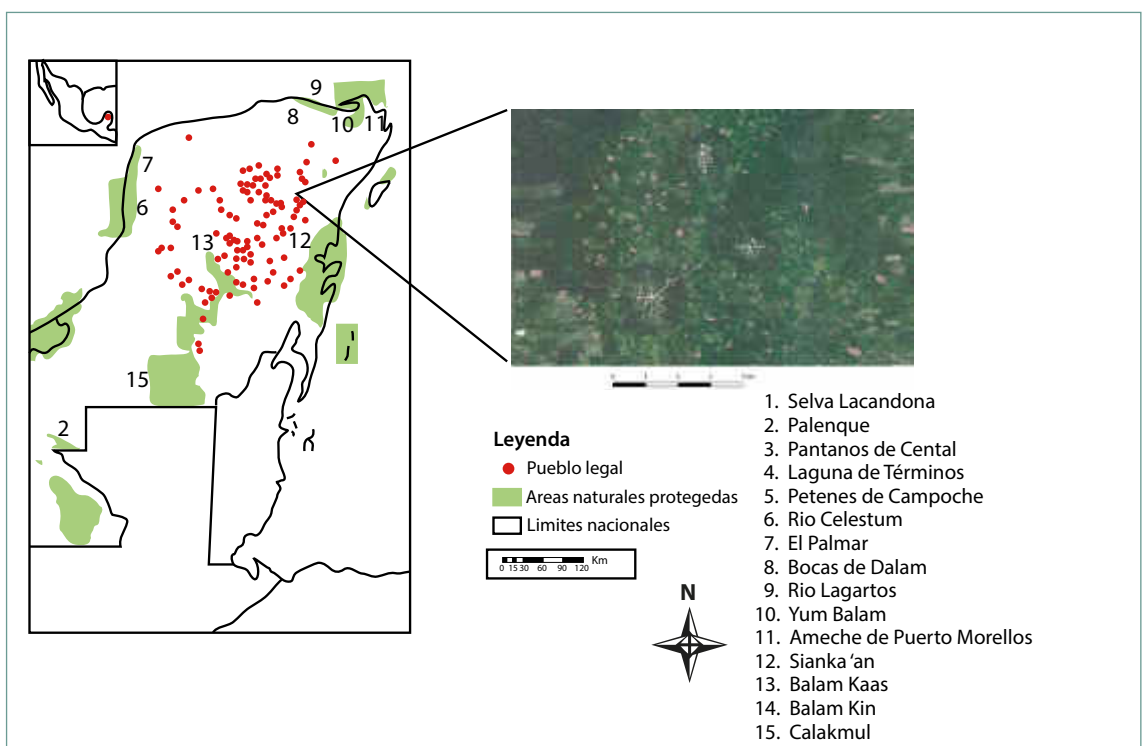 9
8
10
11
7
6
13
12
15
2
Leyenda
Pueblo legal
Areas naturales protegedas
Limites nacionales
Km
0 15 30 60 90 120
N
1. Selva Lacandona
2. Palenque
3. Pantanos de Cental
4. Laguna de Términos
5. Petenes de Campoche
6. Rio Celestum
7. El Palmar
8. Bocas de Dalam
9. Rio Lagartos
10. Yum Balam
11. Ameche de Puerto Morellos
12. Sianka ‘an
13. Balam Kaas
14. Balam Kin
15. Calakmul